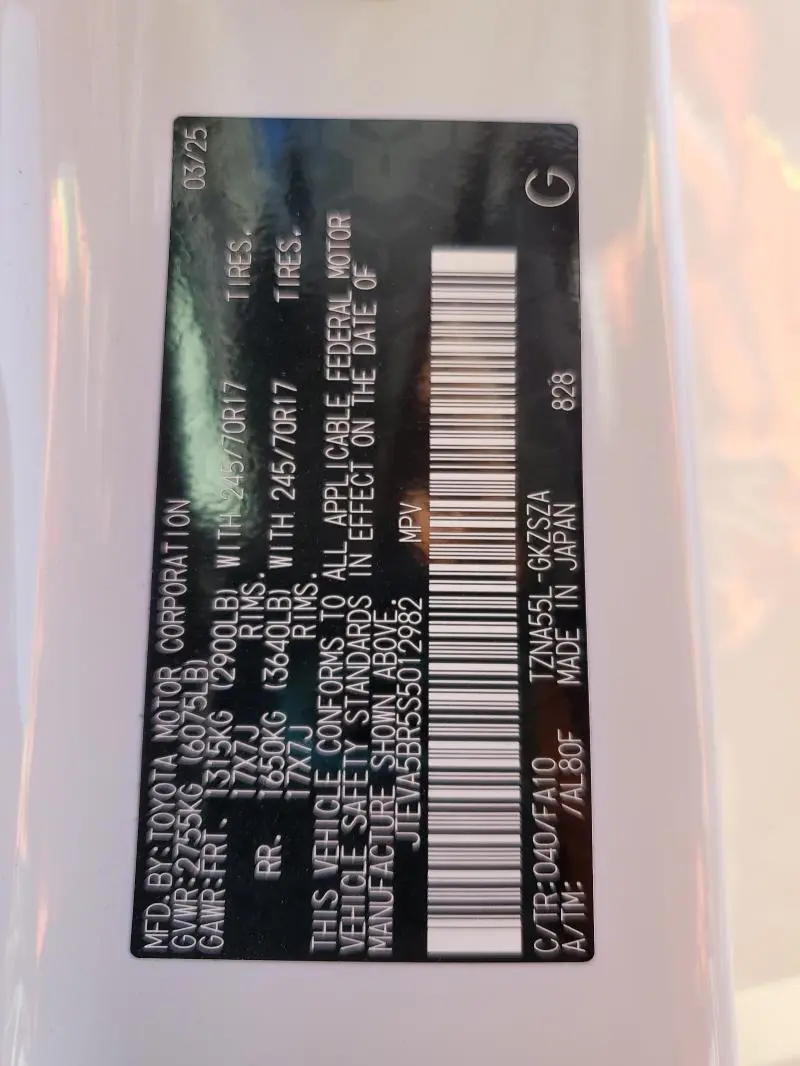 MFD. BY:TOYOTA MOTOR CORPORATION 03/25
GVWR:2755KG (6075LB)
GAWR:FRT. 1315KG (2900LB) WITH 245/70R17 TIRES.
17X7J RIMS.
RR. 1650KG (3640LB) WITH 245/70R17 TIRES.
17X7J RIMS.
THIS VEHICLE CONFORMS TO ALL APPLICABLE FEDERAL MOTOR
VEHICLE SAFETY STANDARDS IN EFFECT ON THE DATE OF
MANUFACTURE SHOWN ABOVE.
JTEVA5BR5S5012982 MPV
C/TR:040/FA10 TZNA55L-GKZSZA
A/TM: /AL80F MADE IN JAPAN 828 G